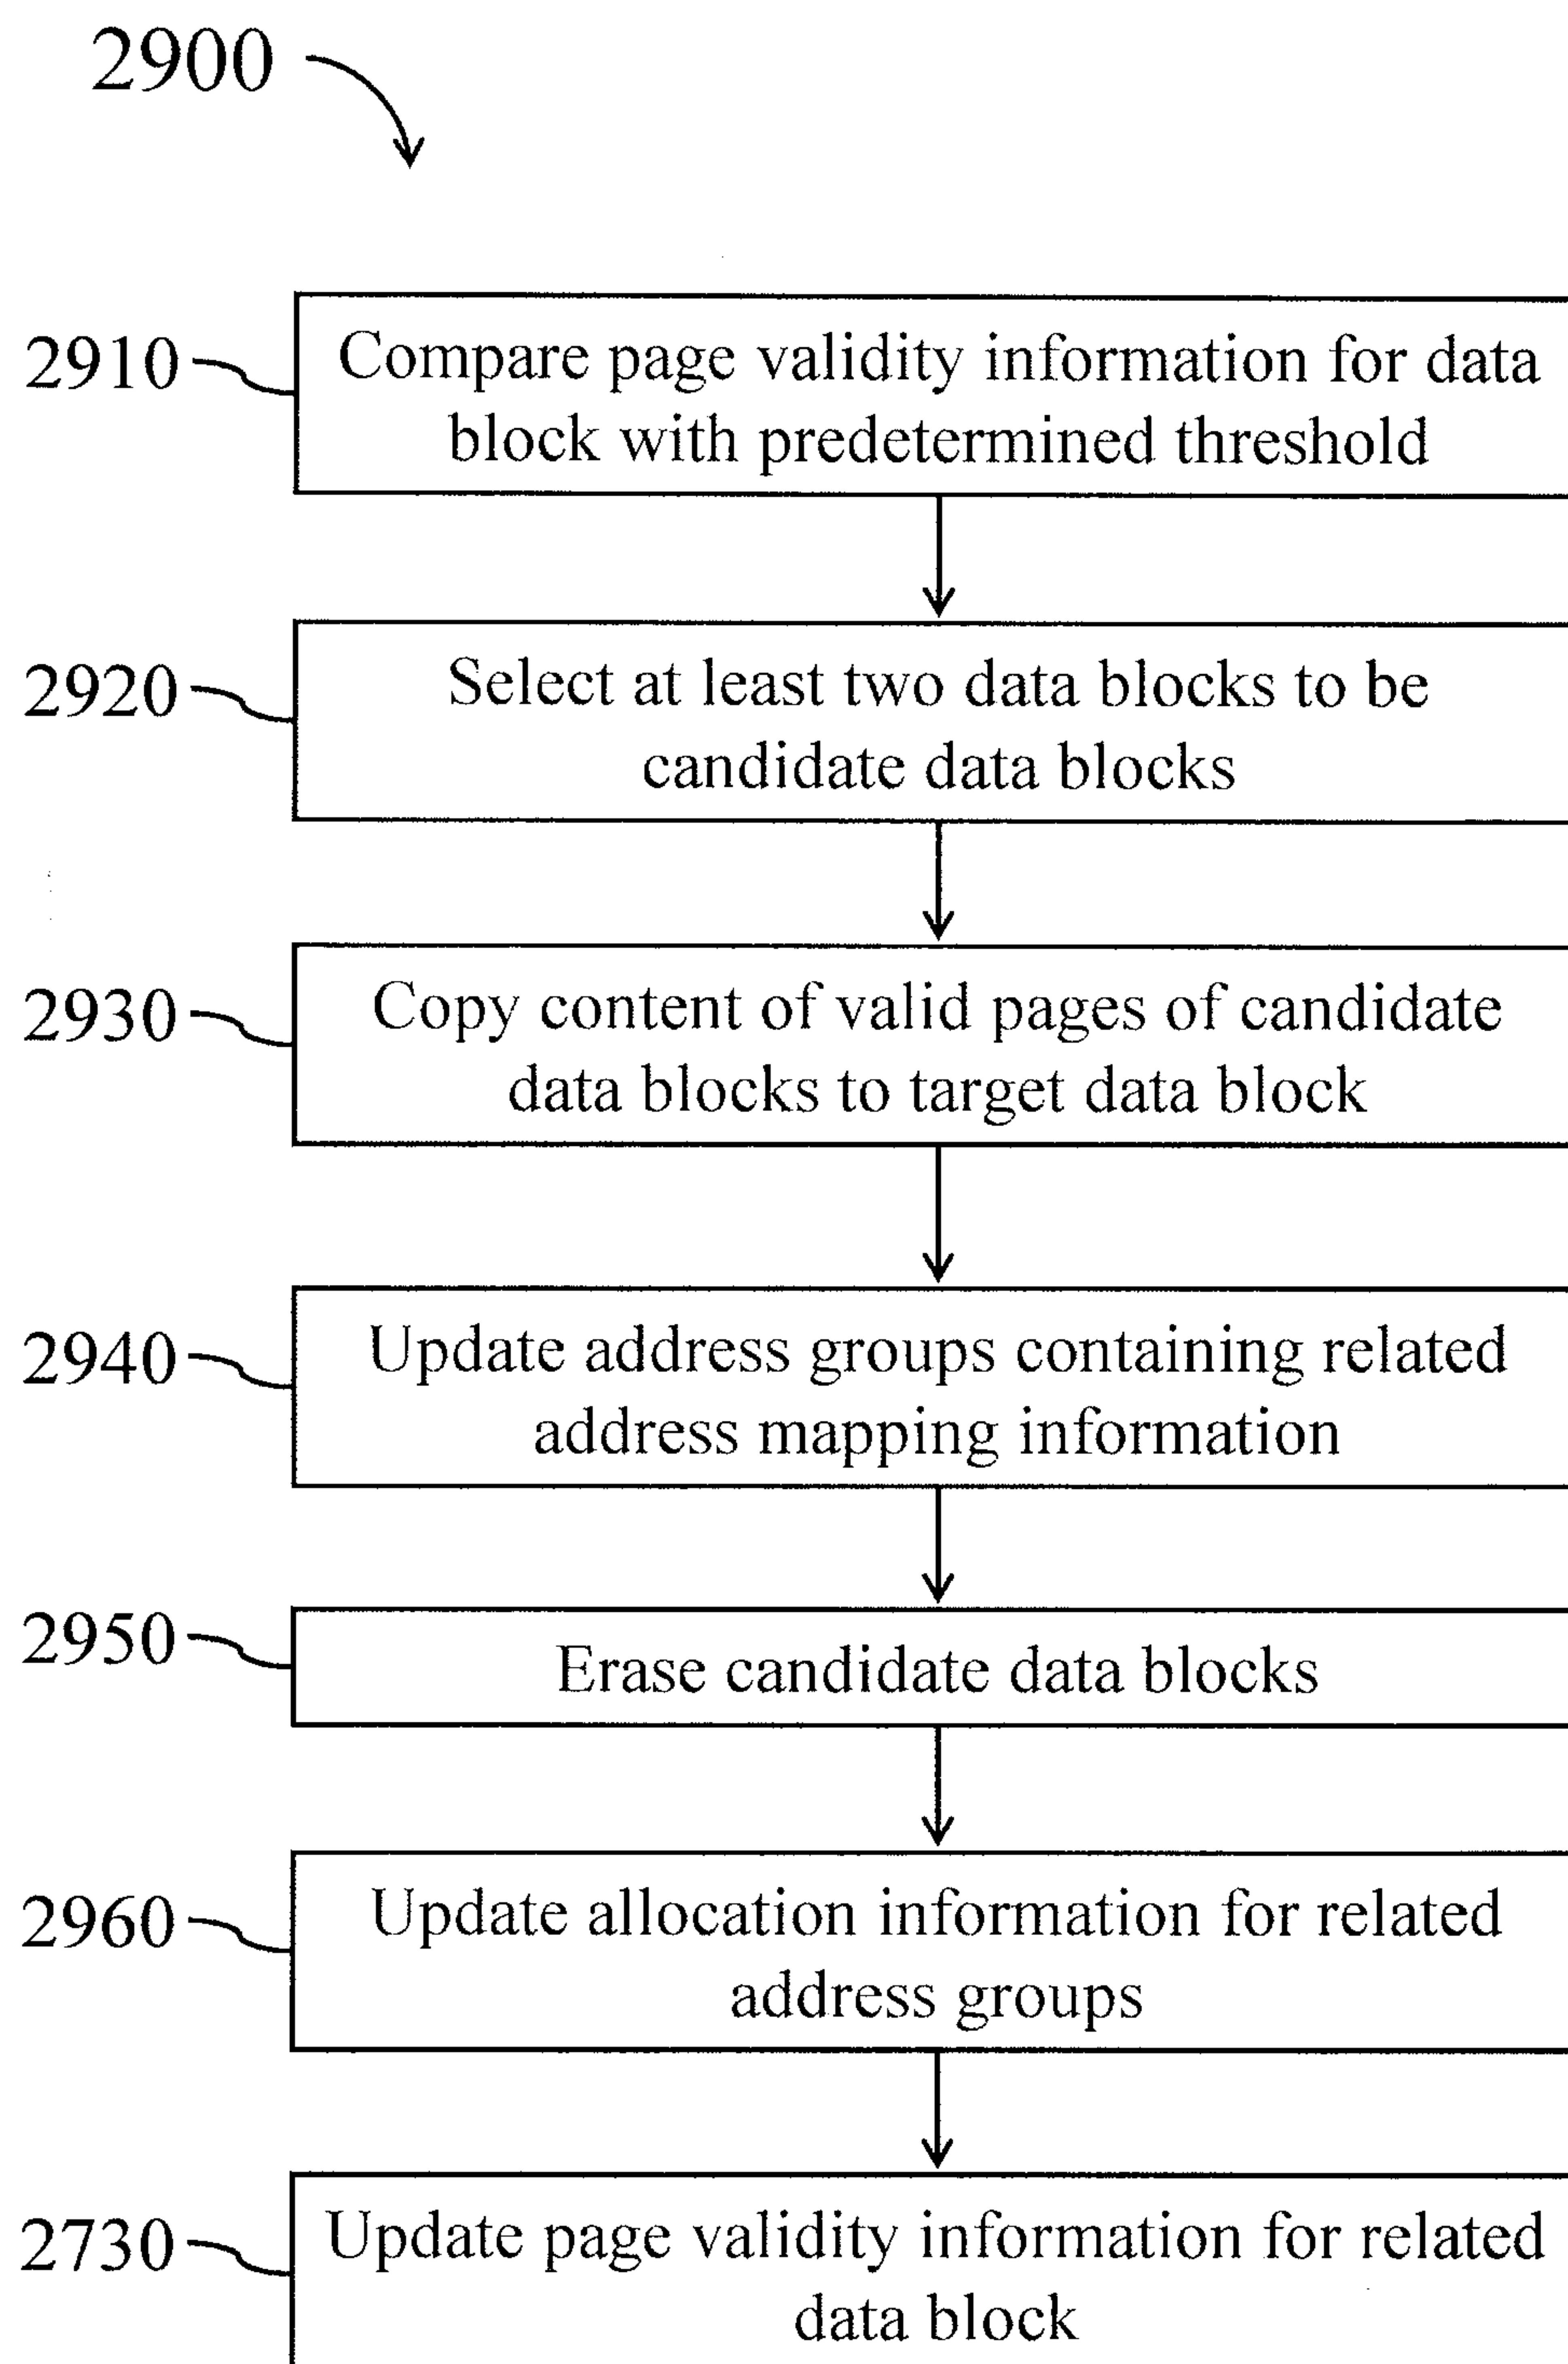 2900
2910
Compare page validity information for data
block with predetermined threshold
2920
Select at least two data blocks to be
candidate data blocks
2930
Copy content of valid pages of candidate
data blocks to target data block
2940
Update address groups containing related
address mapping information
2950
Erase candidate data blocks
2960
Update allocation information for related
address groups
2730
Update page validity information for related
data block